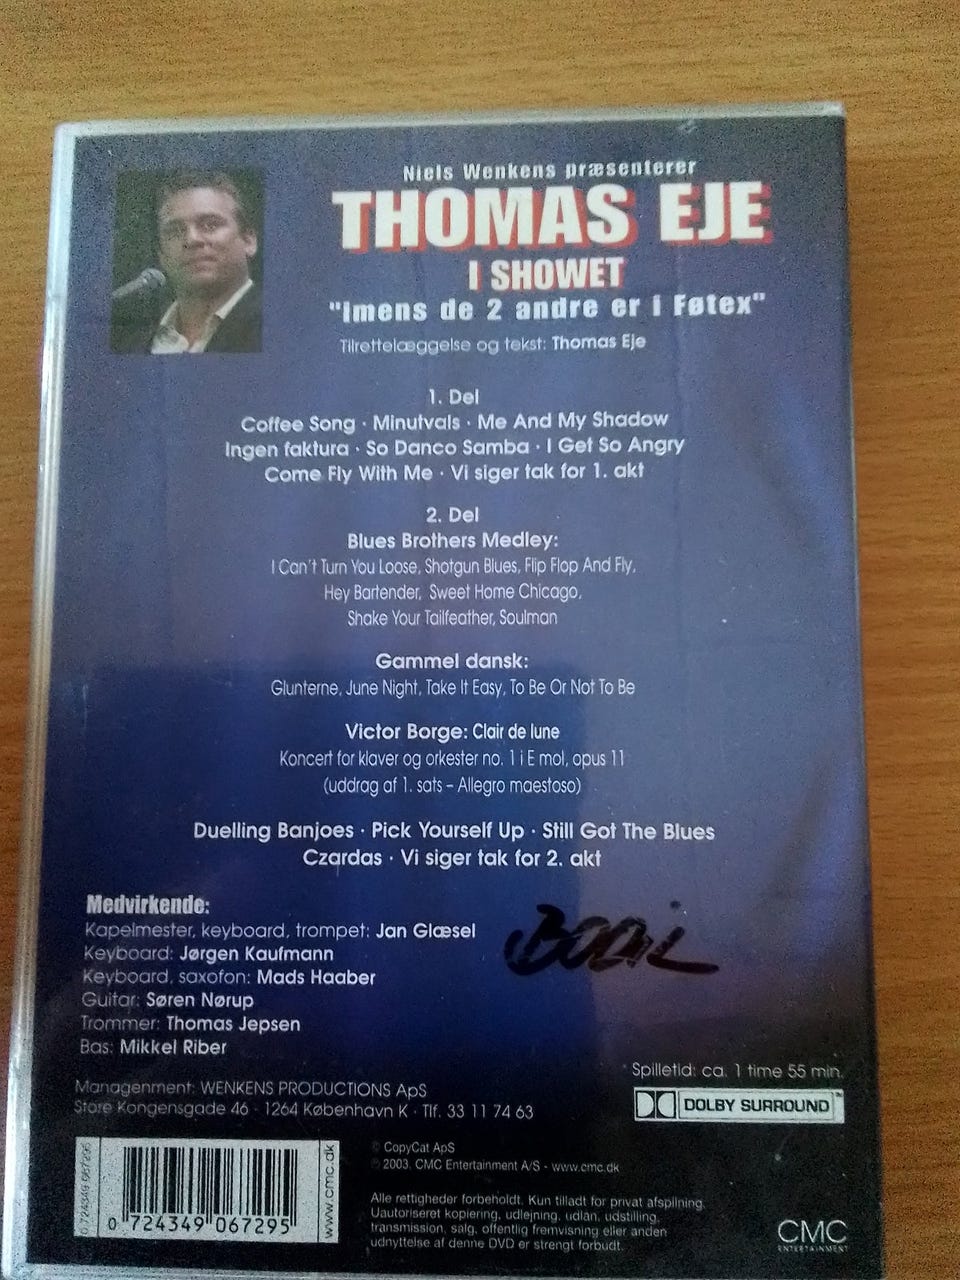 Niels Wenkens præsenterer
THOMAS EJE
I SHOWET
"Imens de 2 andre er i Føtex"
Tilrettelæggelse og tekst: Thomas Eje
1. Del
Coffee Song · Minutvals · Me And My Shadow
Ingen faktura · So Danco Samba · I Get So Angry
Come Fly With Me · Vi siger tak for 1. akt
2. Del
Blues Brothers Medley:
I Can't Turn You Loose, Shotgun Blues, Flip Flop And Fly,
Hey Bartender, Sweet Home Chicago,
Shake Your Tailfeather, Soulman
Gammel dansk:
Glunterne, June Night, Take It Easy, To Be Or Not To Be
Victor Borge: Clair de lune
Koncert for klaver og orkester no. 1 i E mol, opus 11
(uddrag af 1. sats – Allegro maestoso)
Duelling Banjoes · Pick Yourself Up · Still Got The Blues
Czardas · Vi siger tak for 2. akt
Medvirkende:
Kapelmester, keyboard, trompet: Jan Glæsel
Keyboard: Jørgen Kaufmann
Keyboard, saxofon: Mads Haaber
Guitar: Søren Nørup
Trommer: Thomas Jepsen
Bas: Mikkel Riber
Managenment: WENKENS PRODUCTIONS ApS
Store Kongensgade 46 · 1264 København K · Tlf. 33 11 74 63
Spilletid: ca. 1 time 55 min.
DOLBY SURROUND™
0 724349 067295
0 724349 067295
www.cmc.dk
© CopyCat ApS
℗ 2003. CMC Entertainment A/S - www.cmc.dk
Alle rettigheder forbeholdt. Kun tilladt for privat afspilning.
Uautoriseret kopiering, udlejning, udlån, udstilling,
transmission, salg, offentlig fremvisning eller anden
udnyttelse af denne DVD er strengt forbudt.
CMC
ENTERTAINMENT